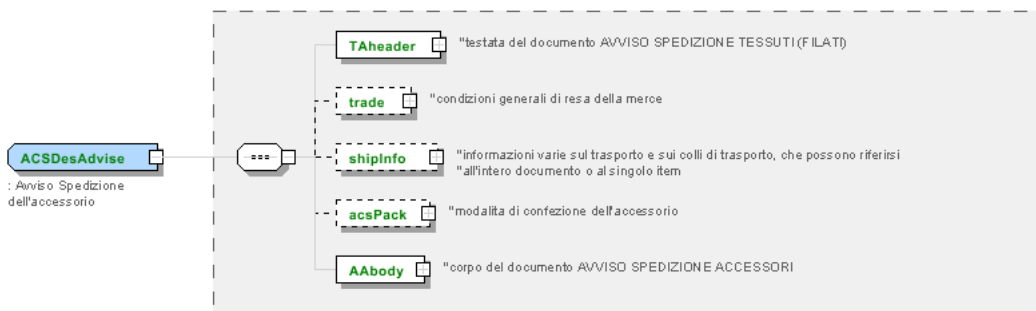 TAheader
"testata del documento AVVISO SPEDIZIONE TESSUTI (FILATI)
trade
"condizioni generali di resa della merce
ACSDesAdvise
: Avviso Spedizione
dell'accessorio
shipInfo
"informazioni varie sul trasporto e sui colli di trasporto, che possono riferirsi
"all'intero documento o al singolo item
acsPack
"modalita di confezione dell'accessorio
AAbody
"corpo del documento AVVISO SPEDIZIONE ACCESSORI